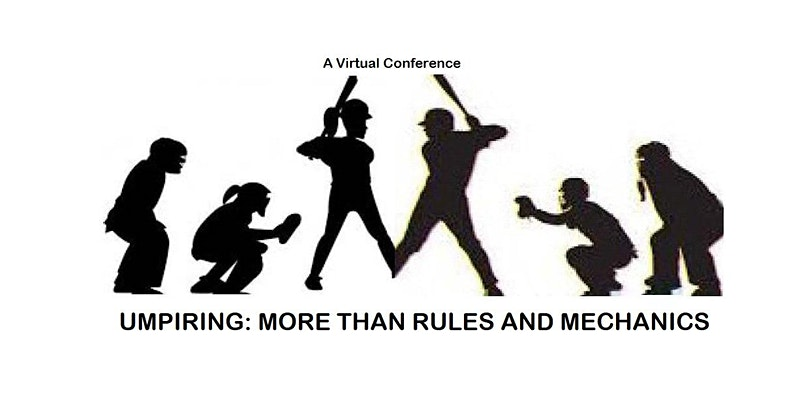 A Virtual Conference
UMPIRING: MORE THAN RULES AND MECHANICS